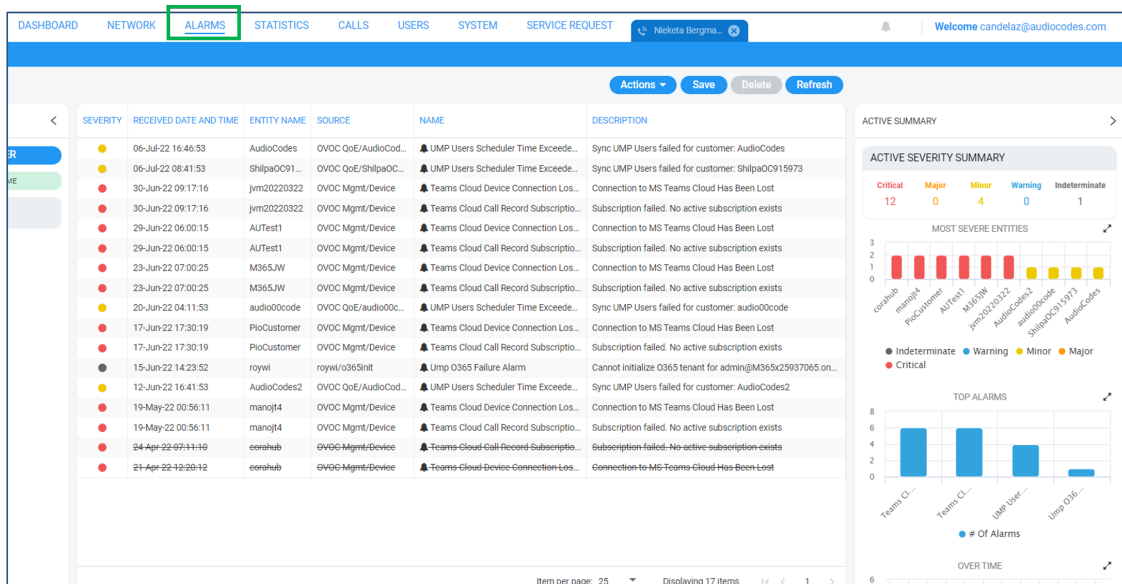 DASHBOARD NETWORK ALARMS STATISTICS CALLS USERS SYSTEM SERVICE REQUEST Nieketa Bergma... Welcome candelaz@audiocodes.com
Actions Save Delete Refresh
SEVERITY RECEIVED DATE AND TIME ENTITY NAME SOURCE NAME DESCRIPTION
06-Jul-22 16:46:53 AudioCodes OVOC QoE/AudioCod... UMP Users Scheduler Time Exceede... Sync UMP Users failed for customer: AudioCodes
06-Jul-22 08:41:53 ShilpaOC91... OVOC QoE/ShilpaOC... UMP Users Scheduler Time Exceede... Sync UMP Users failed for customer: ShilpaOC915973
30-Jun-22 09:17:16 jvm20220322 OVOC Mgmt/Device Teams Cloud Device Connection Los... Connection to MS Teams Cloud Has Been Lost
30-Jun-22 09:17:16 jvm20220322 OVOC Mgmt/Device Teams Cloud Call Record Subscriptio... Subscription failed. No active subscription exists
29-Jun-22 06:00:15 AUTest1 OVOC Mgmt/Device Teams Cloud Device Connection Los... Connection to MS Teams Cloud Has Been Lost
29-Jun-22 06:00:15 AUTest1 OVOC Mgmt/Device Teams Cloud Call Record Subscriptio... Subscription failed. No active subscription exists
23-Jun-22 07:00:25 M365JW OVOC Mgmt/Device Teams Cloud Device Connection Los... Connection to MS Teams Cloud Has Been Lost
23-Jun-22 07:00:25 M365JW OVOC Mgmt/Device Teams Cloud Call Record Subscriptio... Subscription failed. No active subscription exists
20-Jun-22 04:11:53 audio00code OVOC QoE/audio00c... UMP Users Scheduler Time Exceede... Sync UMP Users failed for customer: audio00code
17-Jun-22 17:30:19 PioCustomer OVOC Mgmt/Device Teams Cloud Device Connection Los... Connection to MS Teams Cloud Has Been Lost
17-Jun-22 17:30:19 PioCustomer OVOC Mgmt/Device Teams Cloud Call Record Subscriptio... Subscription failed. No active subscription exists
15-Jun-22 14:23:52 roywi roywi/o365init Ump O365 Failure Alarm Cannot initialize O365 tenant for admin@M365x25937065.on...
12-Jun-22 16:41:53 AudioCodes2 OVOC QoE/AudioCod... UMP Users Scheduler Time Exceede... Sync UMP Users failed for customer: AudioCodes2
19-May-22 00:56:11 manojt4 OVOC Mgmt/Device Teams Cloud Device Connection Los... Connection to MS Teams Cloud Has Been Lost
19-May-22 00:56:11 manojt4 OVOC Mgmt/Device Teams Cloud Call Record Subscriptio... Subscription failed. No active subscription exists
24-Apr-22 07:11:10 corahub OVOC Mgmt/Device Teams Cloud Call Record Subscriptio... Subscription failed. No active subscription exists
21-Apr-22 12:20:12 corahub OVOC Mgmt/Device Teams Cloud Device Connection Los... Connection to MS Teams Cloud Has Been Lost
Item per page: 25 Displaying 17 items 1
ACTIVE SUMMARY
ACTIVE SEVERITY SUMMARY
Critical Major Minor Warning Indeterminate
12 0 4 0 1
MOST SEVERE ENTITIES
3
2
1
0
corahub manojt4 PioCustomer AUTest1 M365JW jvm20220322 AudioCodes2 audio00code ShilpaOC915973 AudioCodes
Indeterminate Warning Minor Major
Critical
TOP ALARMS
8
6
4
2
0
Teams Cl... Teams Cl... UMP User... Ump O36...
# Of Alarms
OVER TIME
6